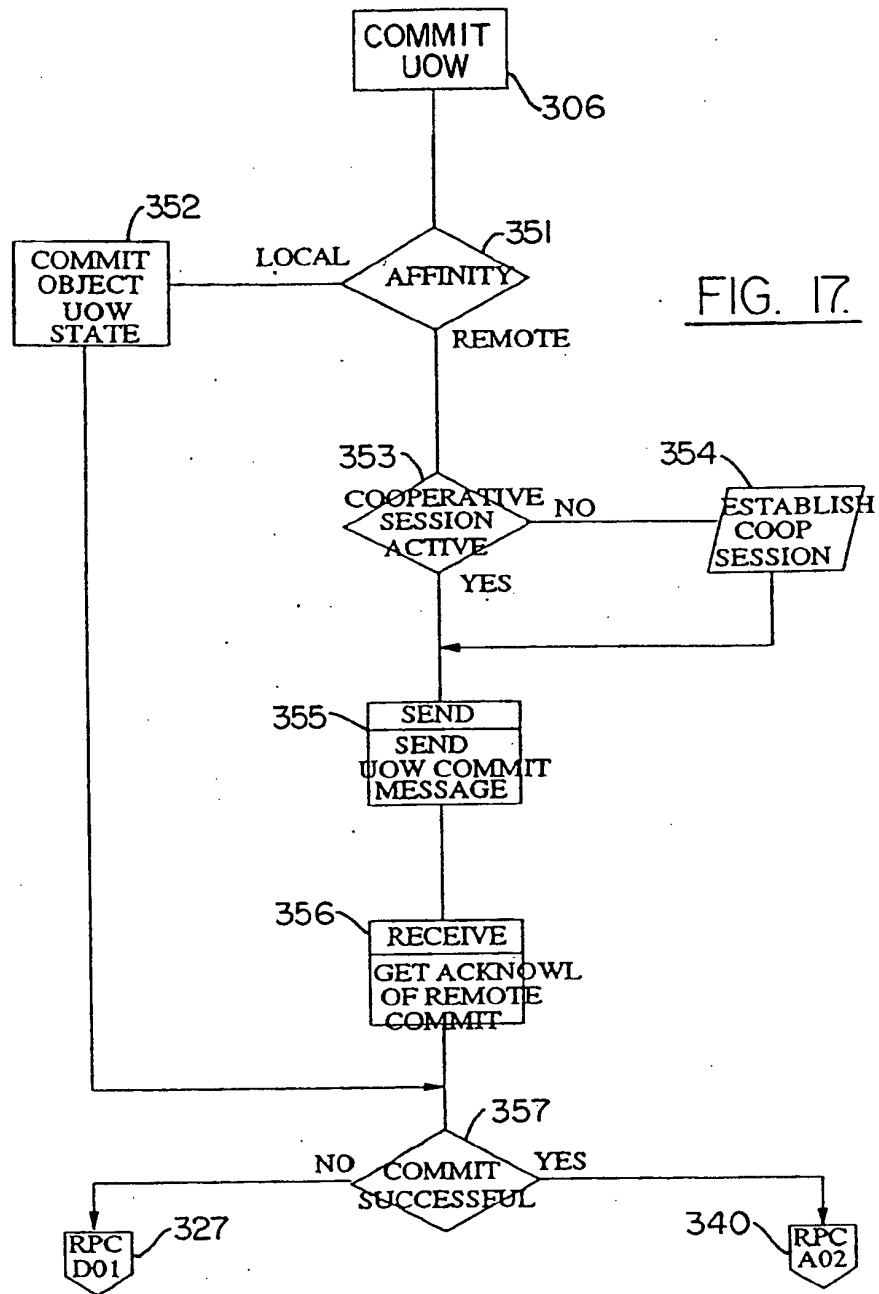 COMMIT
UOW
306
352
351
LOCAL
AFFINITY
COMMIT
OBJECT
UOW
STATE
FIG. 17.
REMOTE
353
354
COOPERATIVE
SESSION
ACTIVE
NO
ESTABLISH
COOP
SESSION
YES
355
SEND
SEND
UOW COMMIT
MESSAGE
356
RECEIVE
GET ACKNOWL
OF REMOTE
COMMIT
357
NO
COMMIT
SUCCESSFUL
YES
RPC
D01
327
340
RPC
A02